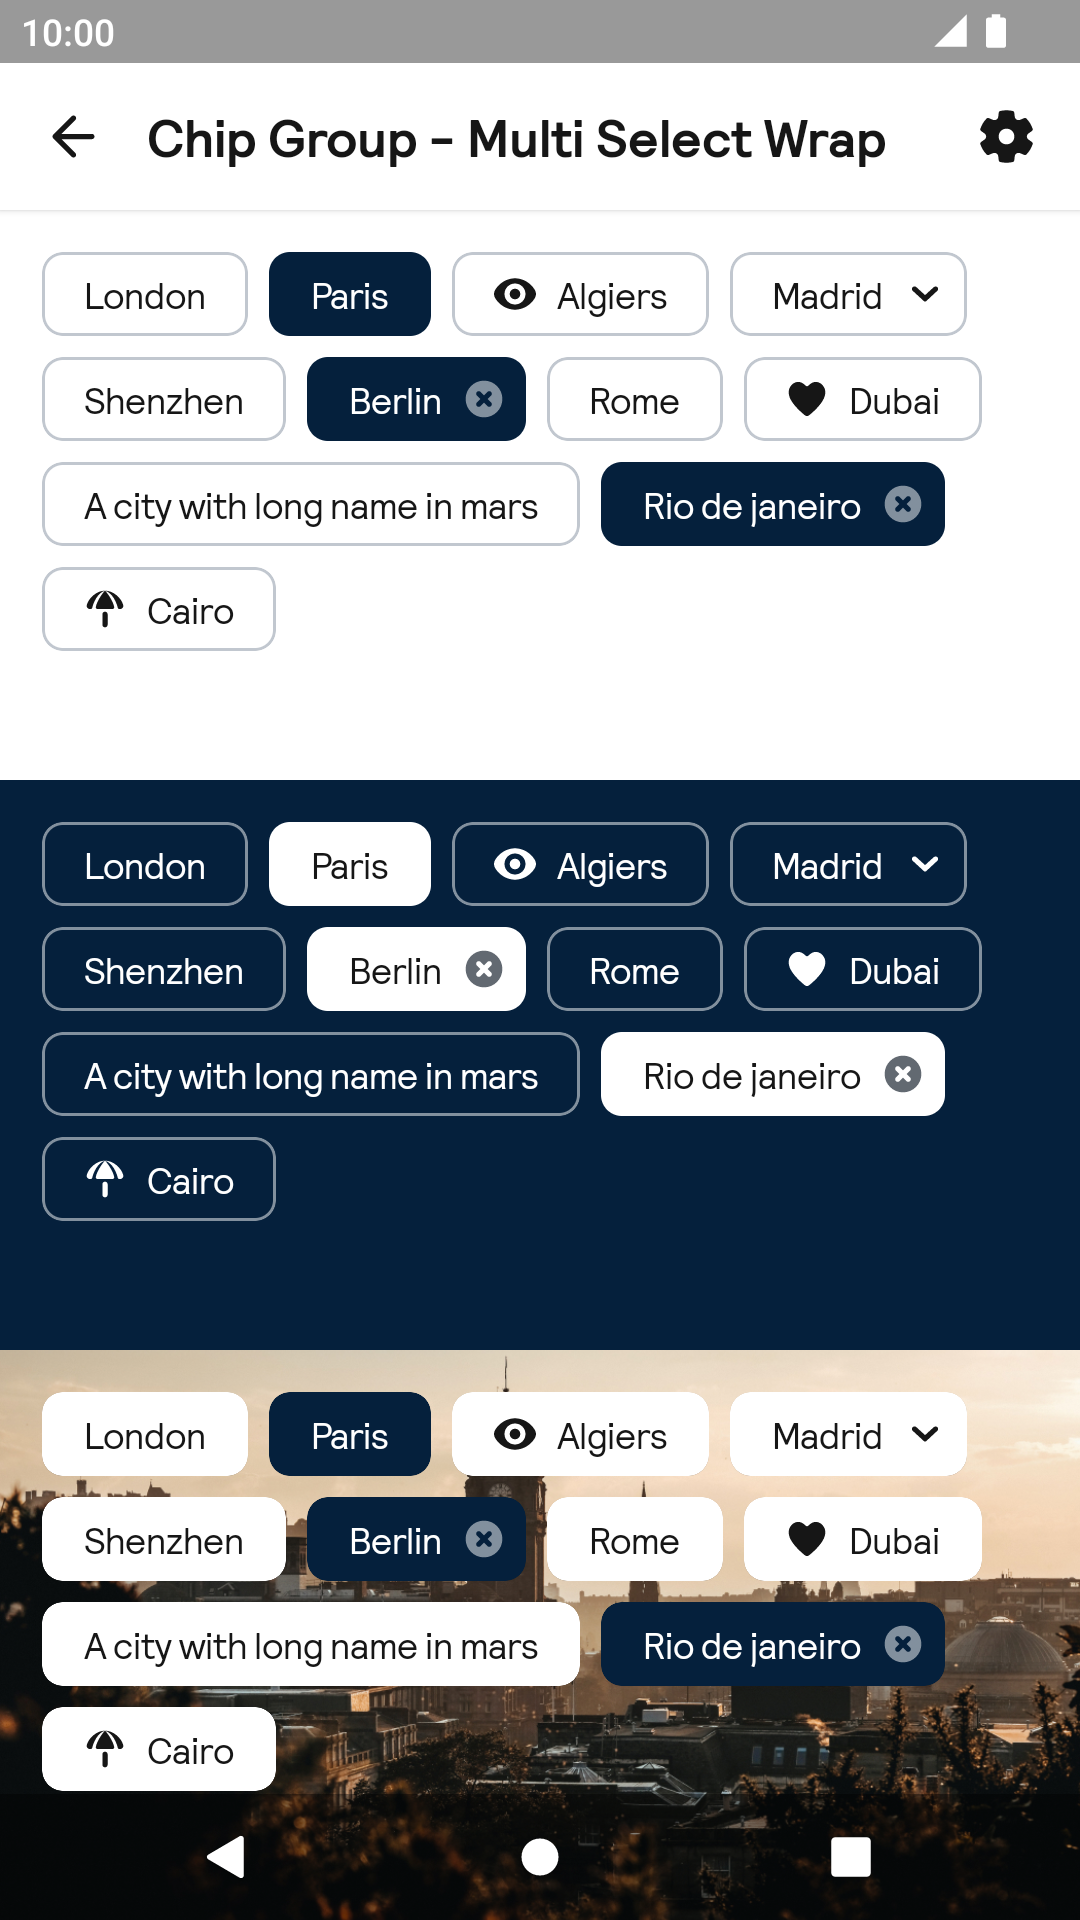 10:00
Chip Group - Multi Select Wrap
London Paris Algiers Madrid
Shenzhen Berlin Rome Dubai
A city with long name in mars Rio de janeiro
Cairo
London Paris Algiers Madrid
Shenzhen Berlin Rome Dubai
A city with long name in mars Rio de janeiro
Cairo
London Paris Algiers Madrid
Shenzhen Berlin Rome Dubai
A city with long name in mars Rio de janeiro
Cairo